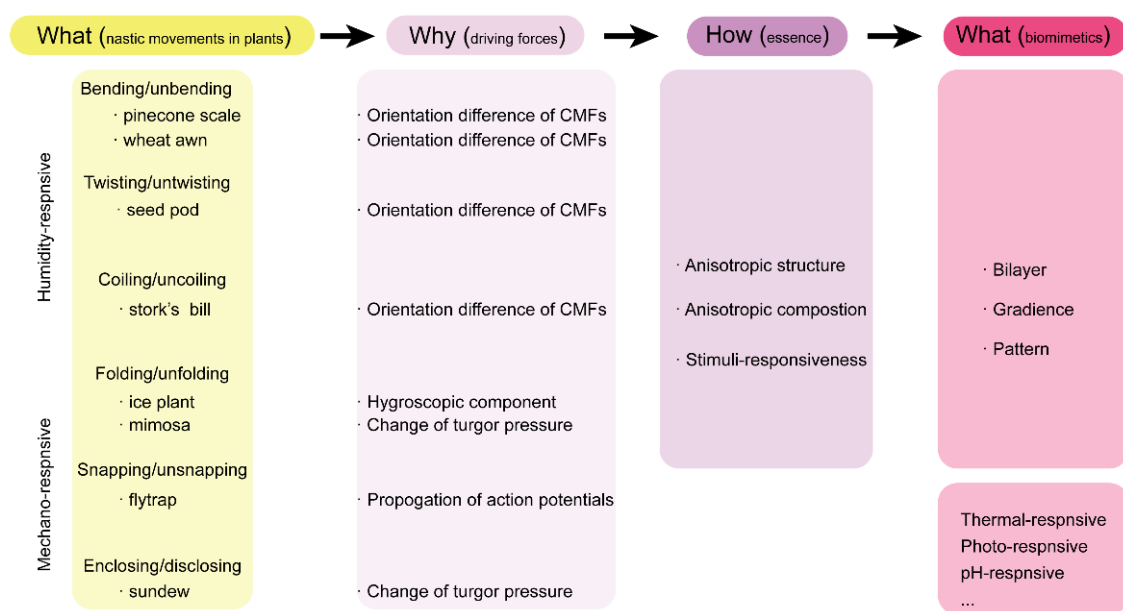 What (nastic movements in plants)
Why (driving forces)
How (essence)
What (biomimetics)
Humidity-respnsive
Mechano-respnsive
Bending/unbending
· pinecone scale
· wheat awn
Twisting/untwisting
· seed pod
Coiling/uncoiling
· stork's bill
Folding/unfolding
· ice plant
· mimosa
Snapping/unsnapping
· flytrap
Enclosing/disclosing
· sundew
· Orientation difference of CMFs
· Orientation difference of CMFs
· Orientation difference of CMFs
· Orientation difference of CMFs
· Hygroscopic component
· Change of turgor pressure
· Propogation of action potentials
· Change of turgor pressure
· Anisotropic structure
· Anisotropic compostion
· Stimuli-responsiveness
· Bilayer
· Gradience
· Pattern
Thermal-respnsive
Photo-respnsive
pH-respnsive
...